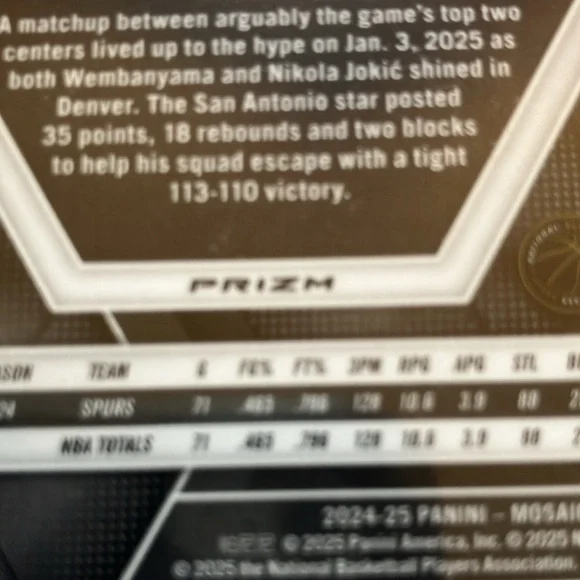 A matchup between arguably the game's top two
centers lived up to the hype on Jan. 3, 2025 as
both Wembanyama and Nikola Jokić shined in
Denver. The San Antonio star posted
35 points, 18 rebounds and two blocks
to help his squad escape with a tight
113-110 victory.
PRIZM
TEAM G FG% FT% 3PM RPG APG STL
SPURS 71 .465 .796 128 10.6 3.9 88
NBA TOTALS 71 .465 .796 128 10.6 3.9 88
2024-25 PANINI - MOSAI
© 2025 Panini America, Inc. © 2025 N
© 2025 the National Basketball Players Association.